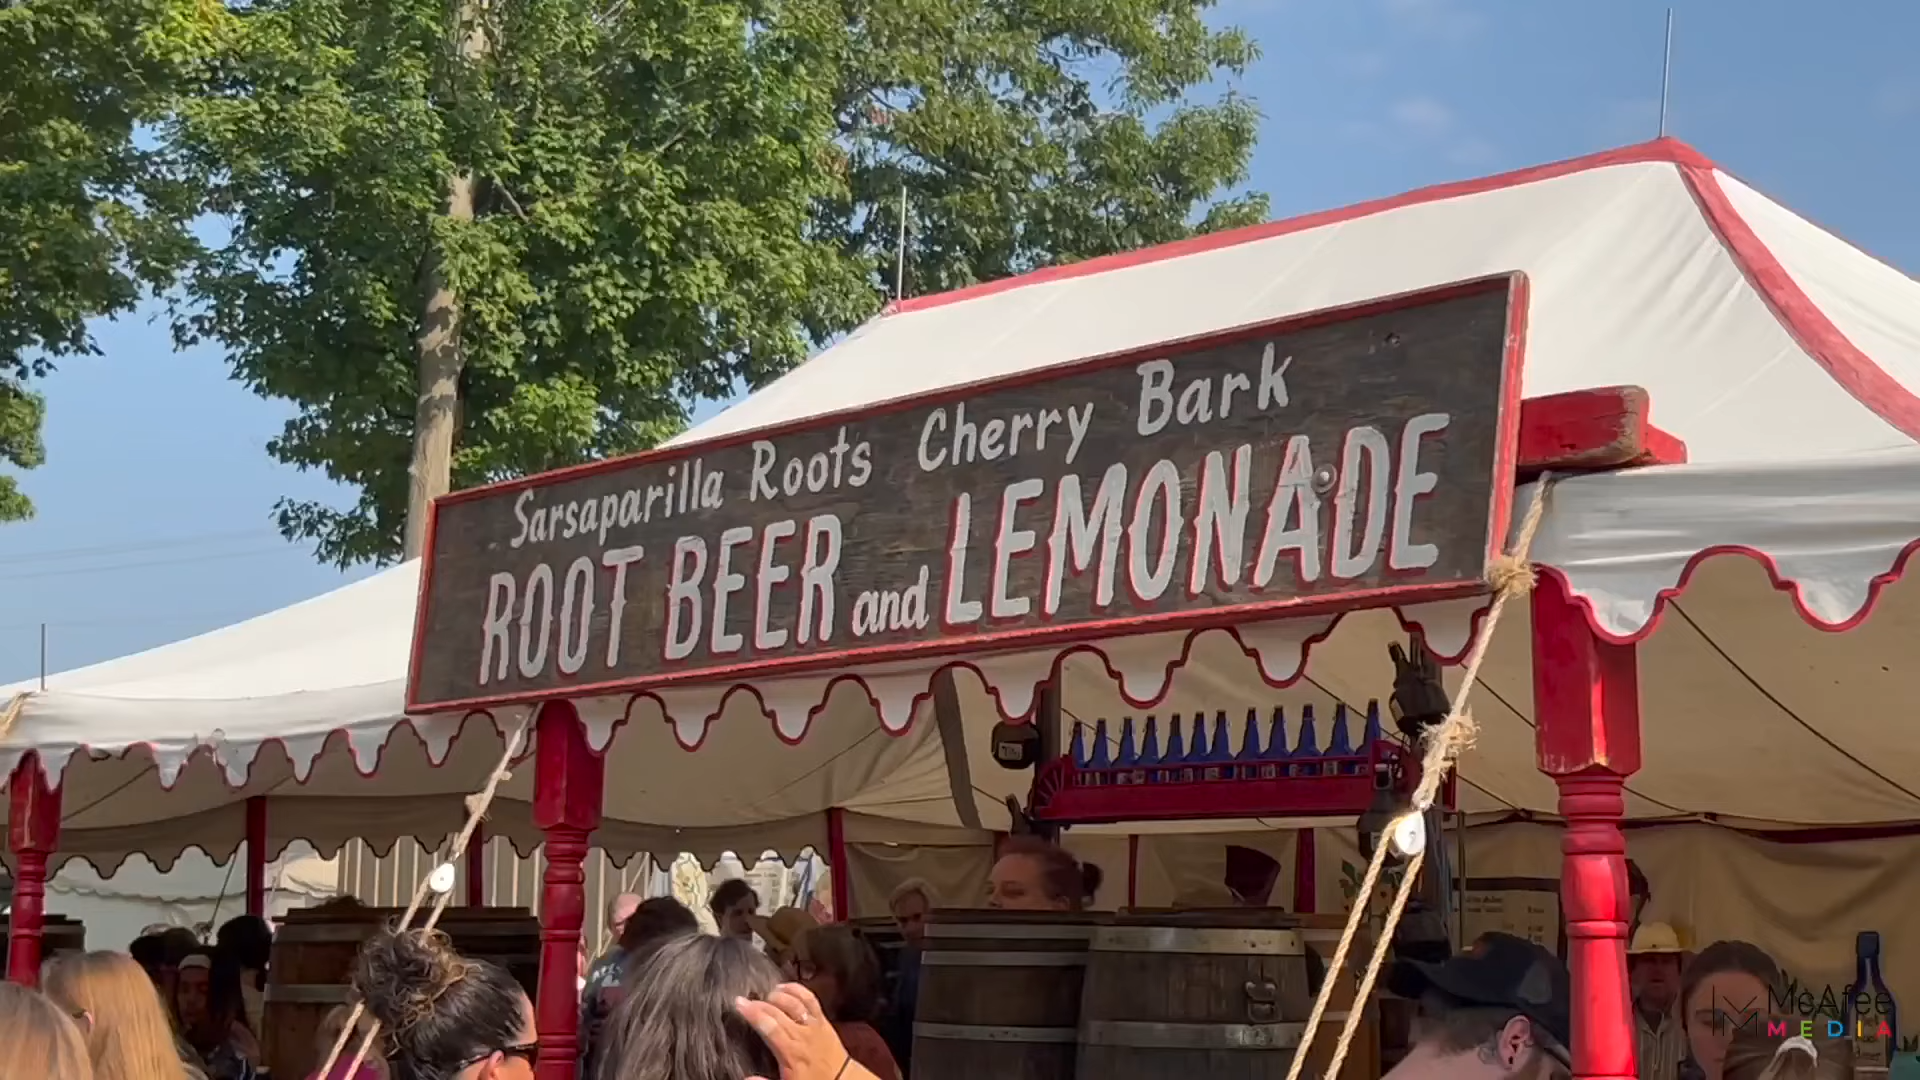 Sarsaparilla Roots Cherry Bark
ROOT BEER and LEMONADE
McAfee
MEDIA